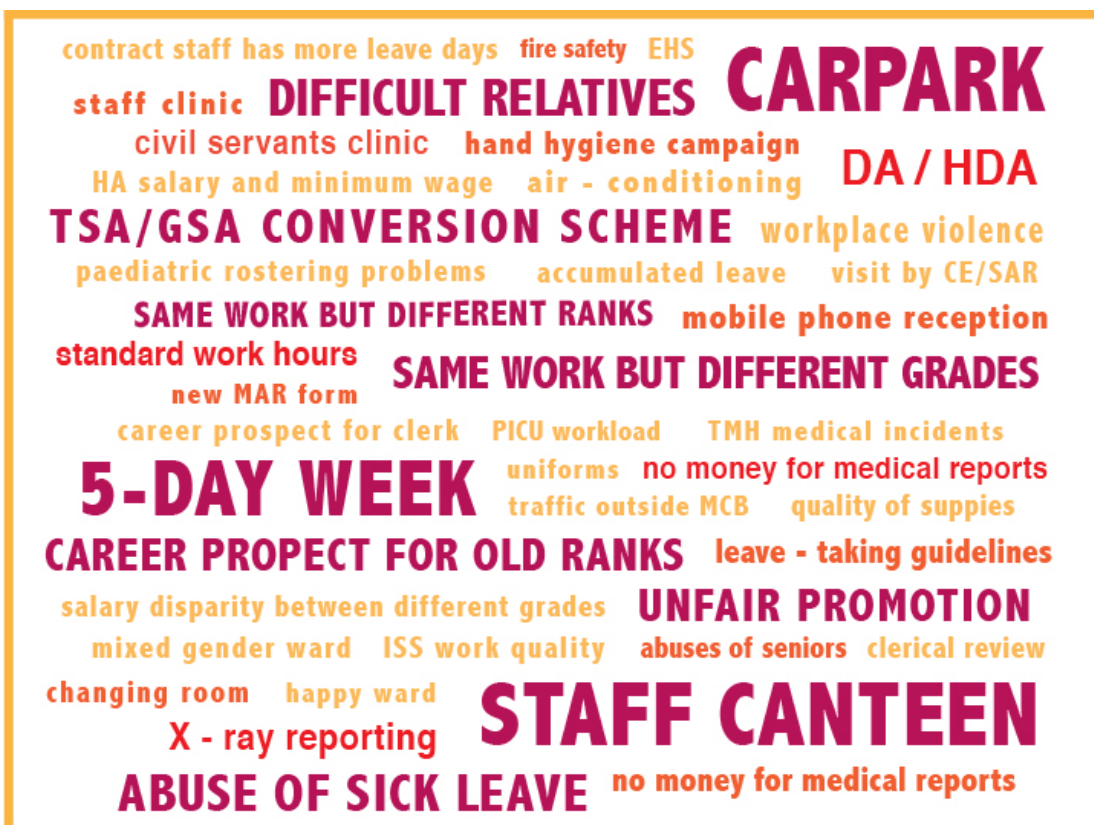 contract staff has more leave days fire safety EHS
CARPARK
staff clinic DIFFICULT RELATIVES
civil servants clinic hand hygiene campaign
DA / HDA
HA salary and minimum wage air - conditioning
TSA/GSA CONVERSION SCHEME workplace violence
paediatric rostering problems accumulated leave visit by CE/SAR
SAME WORK BUT DIFFERENT RANKS mobile phone reception
standard work hours
SAME WORK BUT DIFFERENT GRADES
new MAR form
career prospect for clerk PICU workload TMH medical incidents
5-DAY WEEK
uniforms no money for medical reports
traffic outside MCB quality of suppies
CAREER PROPECT FOR OLD RANKS leave - taking guidelines
salary disparity between different grades UNFAIR PROMOTION
mixed gender ward ISS work quality abuses of seniors clerical review
changing room happy ward
STAFF CANTEEN
X - ray reporting
ABUSE OF SICK LEAVE no money for medical reports